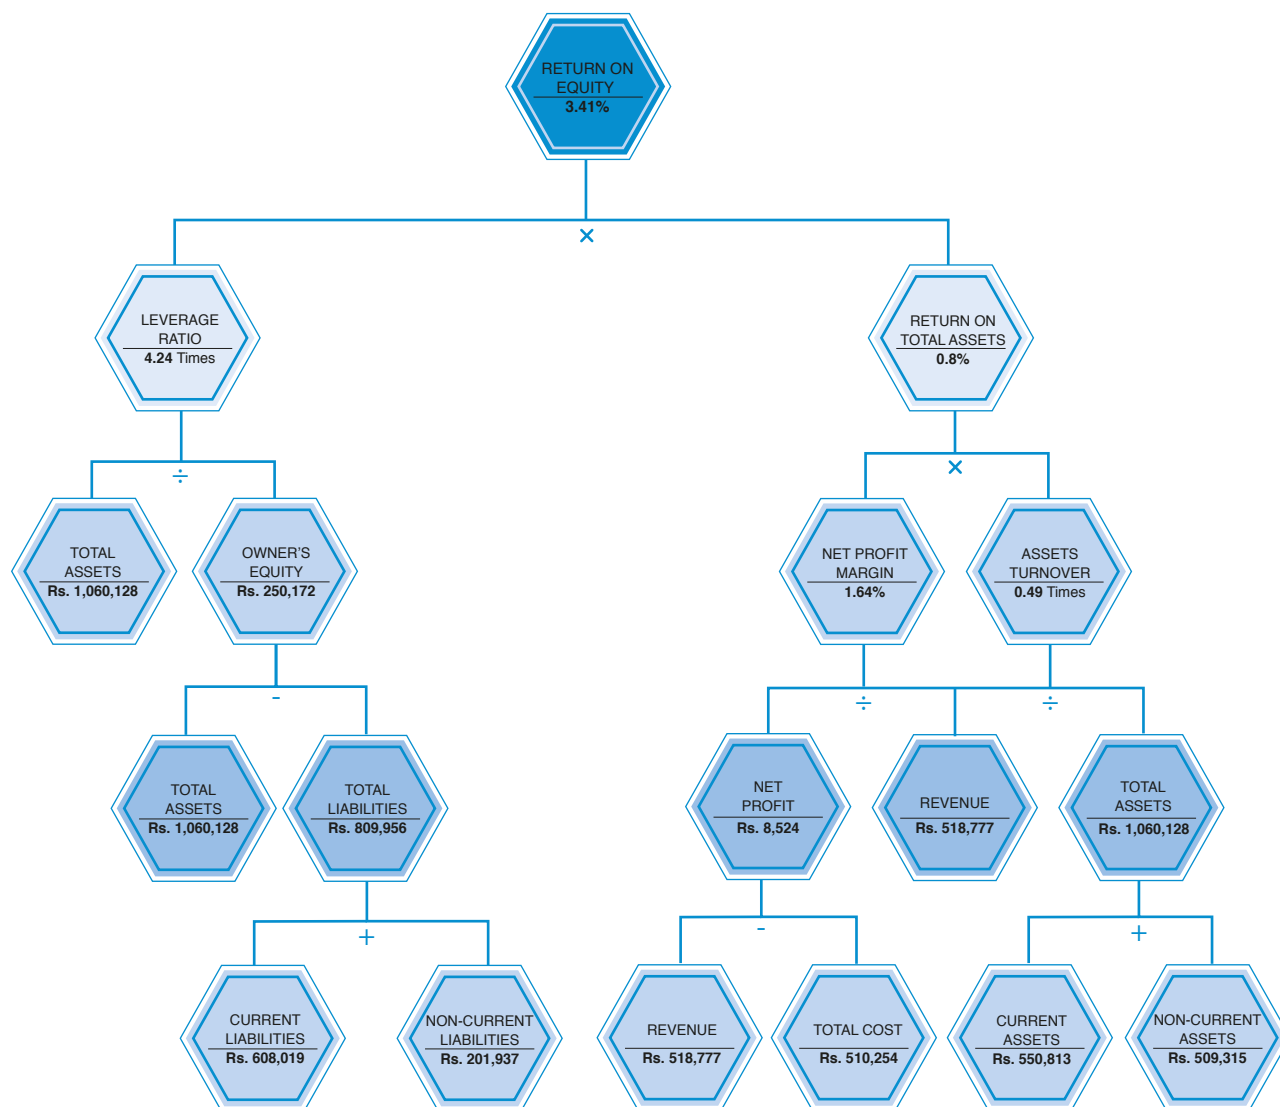 RETURN ON
EQUITY
3.41%
×
LEVERAGE
RATIO
4.24 Times
RETURN ON
TOTAL ASSETS
0.8%
÷
×
TOTAL
ASSETS
Rs. 1,060,128
OWNER'S
EQUITY
Rs. 250,172
NET PROFIT
MARGIN
1.64%
ASSETS
TURNOVER
0.49 Times
-
÷
÷
TOTAL
ASSETS
Rs. 1,060,128
TOTAL
LIABILITIES
Rs. 809,956
NET
PROFIT
Rs. 8,524
REVENUE
Rs. 518,777
TOTAL
ASSETS
Rs. 1,060,128
+
-
+
CURRENT
LIABILITIES
Rs. 608,019
NON-CURRENT
LIABILITIES
Rs. 201,937
REVENUE
Rs. 518,777
TOTAL COST
Rs. 510,254
CURRENT
ASSETS
Rs. 550,813
NON-CURRENT
ASSETS
Rs. 509,315